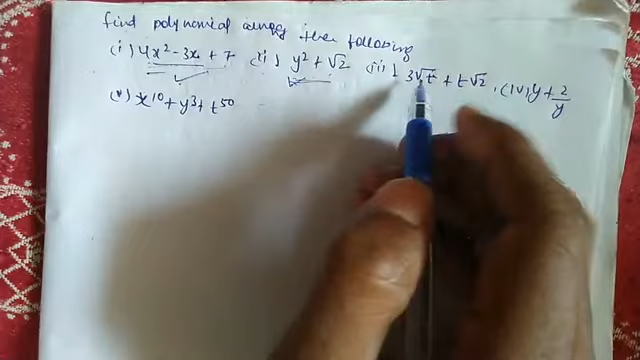 find polynomial among the following
(i) 4x² - 3x + 7 (ii) y² + √2 (iii) 3√t + t√2, (iv) y + 2/y
(v) x¹⁰ + y³ + t⁵⁰